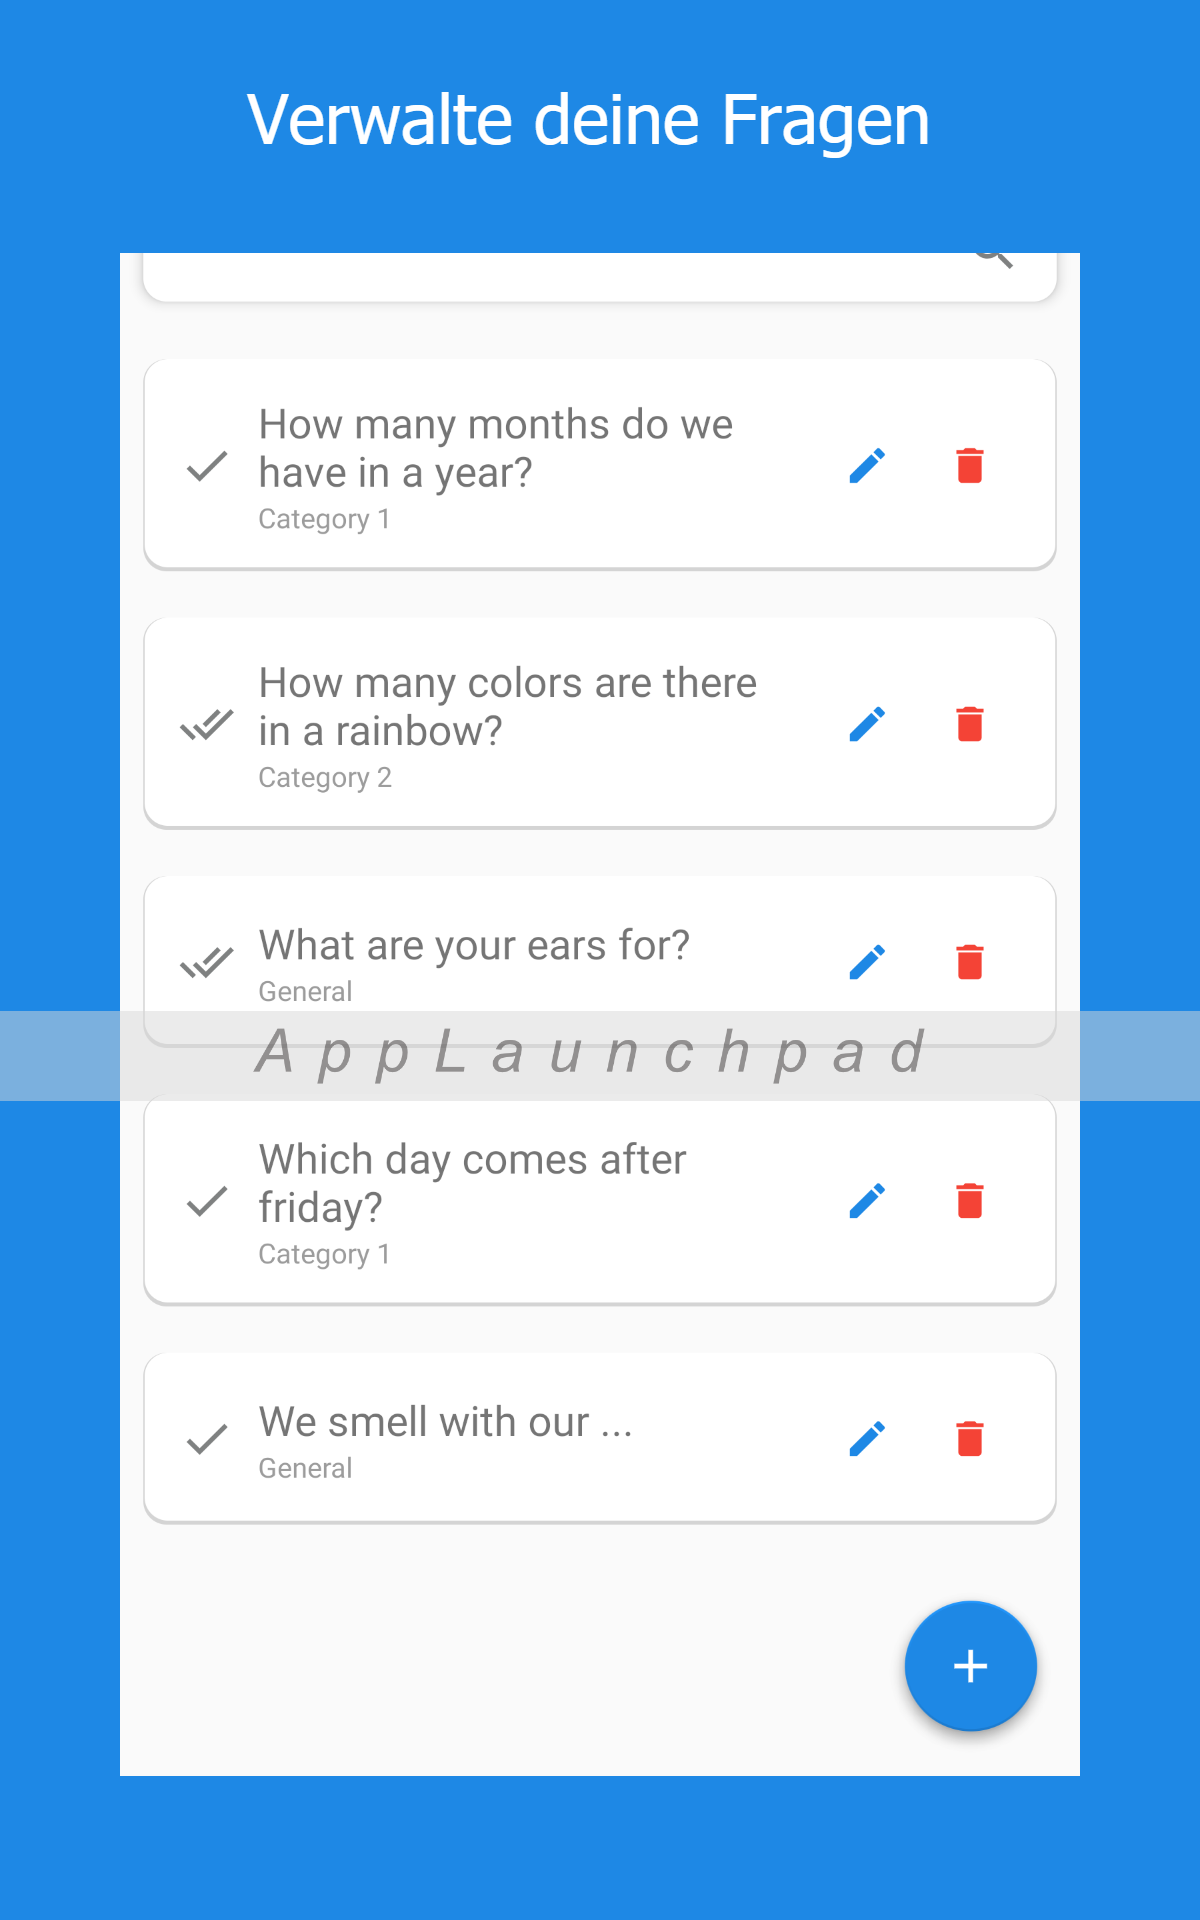 Verwalte deine Fragen
How many months do we
have in a year?
Category 1
How many colors are there
in a rainbow?
Category 2
What are your ears for?
General
AppLaunchpad
Which day comes after
friday?
Category 1
We smell with our ...
General